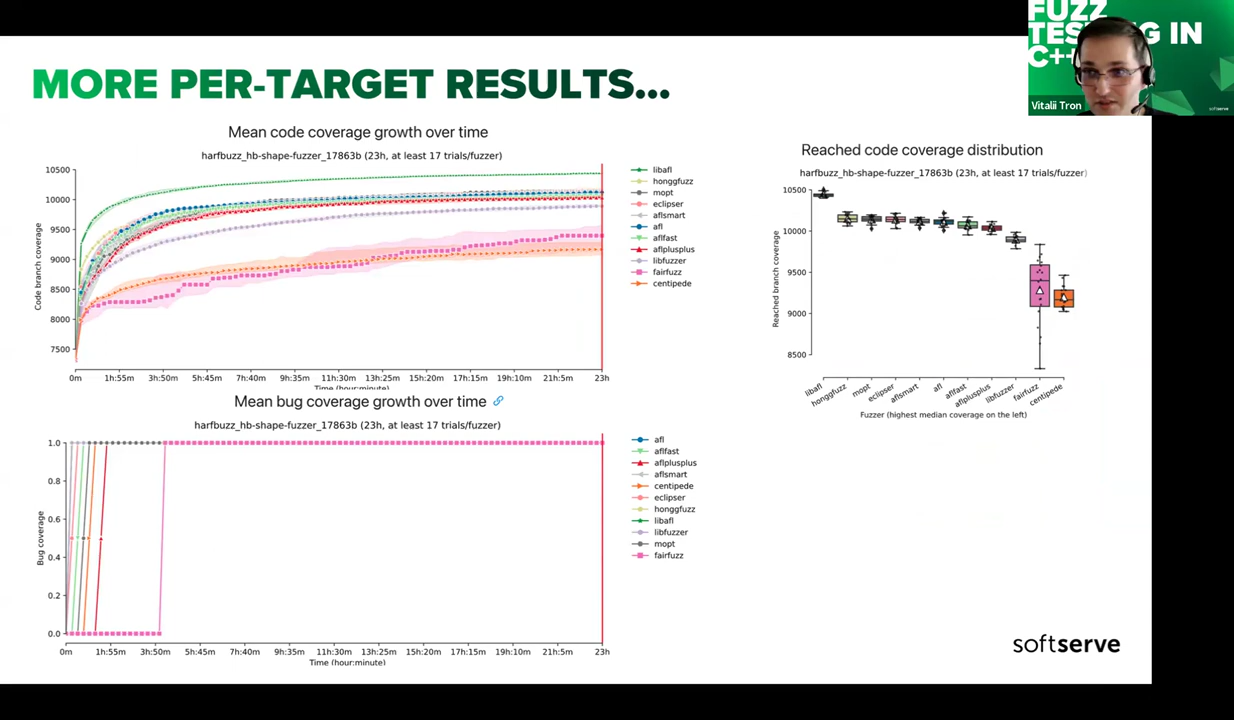 MORE PER-TARGET RESULTS...
Mean code coverage growth over time
harfbuzz_hb-shape-fuzzer_17863b (23h, at least 17 trials/fuzzer)
Code branch coverage
10500
10000
9500
9000
8500
8000
7500
0m 1h:55m 3h:50m 5h:45m 7h:40m 9h:35m 11h:30m 13h:25m 15h:20m 17h:15m 19h:10m 21h:5m 23h
Time (hour:minute)
libafl
honggfuzz
mopt
eclipser
aflsmart
afl
aflfast
aflplusplus
libfuzzer
fairfuzz
centipede
Mean bug coverage growth over time
harfbuzz_hb-shape-fuzzer_17863b (23h, at least 17 trials/fuzzer)
Bug coverage
1.0
0.8
0.6
0.4
0.2
0.0
0m 1h:55m 3h:50m 5h:45m 7h:40m 9h:35m 11h:30m 13h:25m 15h:20m 17h:15m 19h:10m 21h:5m 23h
Time (hour:minute)
afl
aflfast
aflplusplus
aflsmart
centipede
eclipser
honggfuzz
libafl
libfuzzer
mopt
fairfuzz
Reached code coverage distribution
harfbuzz_hb-shape-fuzzer_17863b (23h, at least 17 trials/fuzzer)
Reached branch coverage
10500
10000
9500
9000
8500
libafl honggfuzz mopt eclipser aflsmart afl aflfast aflplusplus libfuzzer fairfuzz centipede
Fuzzer (highest median coverage on the left)
softserve
FUZZ
G IN
C++
Vitalii Tron
softserve